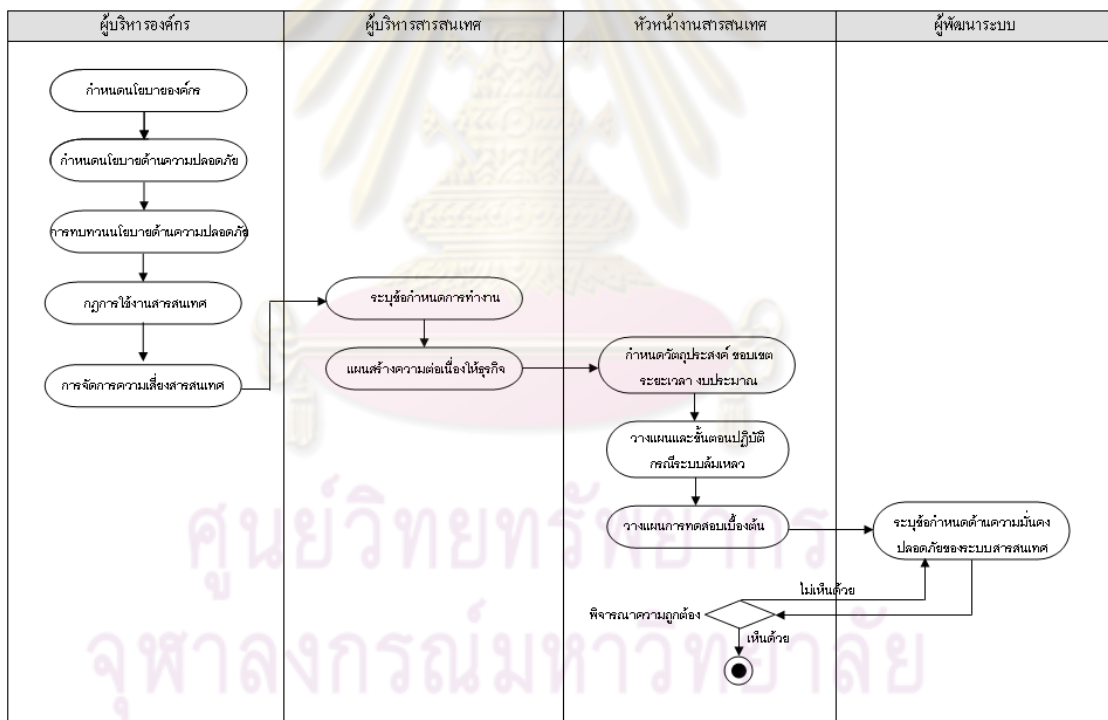 ผู้บริหารองค์กร
ผู้บริหารสารสนเทศ
หัวหน้างานสารสนเทศ
ผู้พัฒนาระบบ
กำหนดนโยบายองค์กร
กำหนดนโยบายด้านความปลอดภัย
การทบทวนนโยบายด้านความปลอดภัย
กฎการใช้งานสารสนเทศ
การจัดการความเสี่ยงสารสนเทศ
ระบุข้อกำหนดการทำงาน
แผนสร้างความต่อเนื่องให้ธุรกิจ
กำหนดวัตถุประสงค์ ขอบเขต
ระยะเวลา งบประมาณ
วางแผนและขั้นตอนปฏิบัติ
กรณีระบบล้มเหลว
วางแผนการทดสอบเบื้องต้น
ระบุข้อกำหนดด้านความมั่นคง
ปลอดภัยของระบบสารสนเทศ
ไม่เห็นด้วย
พิจารณาความถูกต้อง
เห็นด้วย
ศูนย์วิทยทรัพยากร
จุฬาลงกรณ์มหาวิทยาลัย